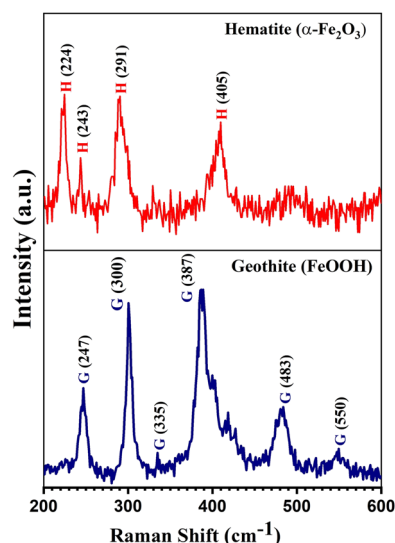 Hematite (α-Fe₂O₃)
H (224)
H (243)
H (291)
H (405)
Geothite (FeOOH)
G (247)
G (300)
G (335)
G (387)
G (483)
G (550)
Intensity (a.u.)
200 300 400 500 600
Raman Shift (cm⁻¹)